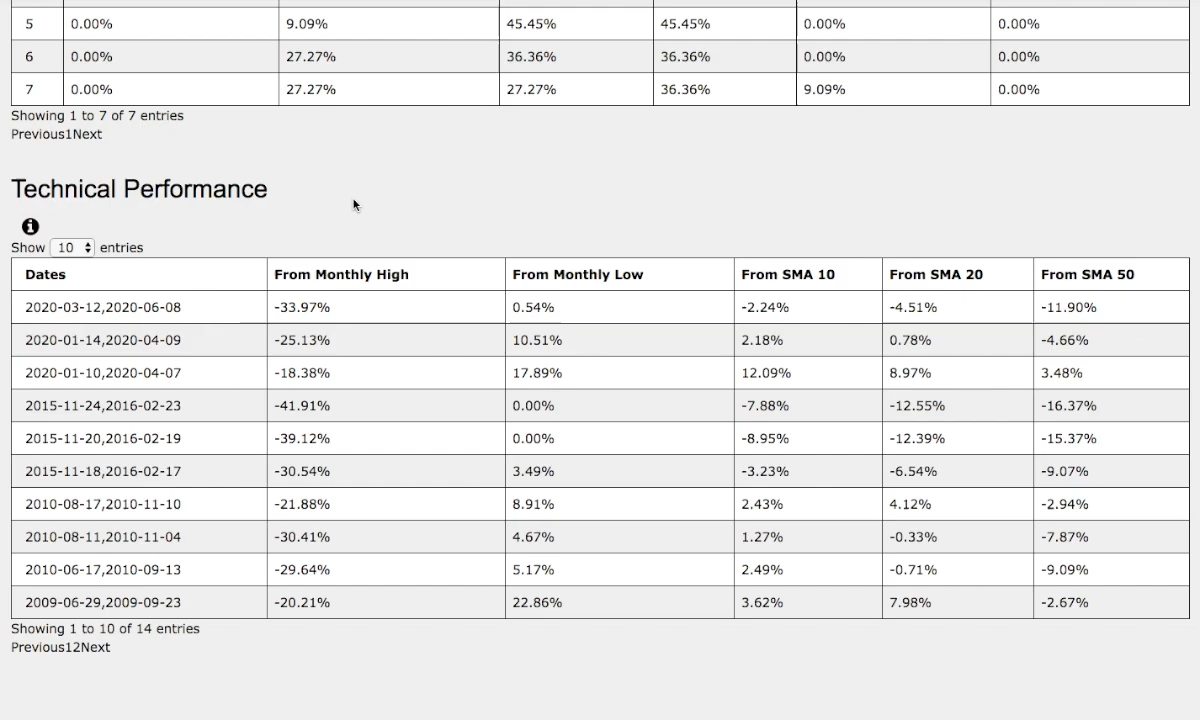 5 0.00% 9.09% 45.45% 45.45% 0.00% 0.00%
6 0.00% 27.27% 36.36% 36.36% 0.00% 0.00%
7 0.00% 27.27% 27.27% 36.36% 9.09% 0.00%
Showing 1 to 7 of 7 entries
Previous1Next
Technical Performance
Show 10 entries
Dates From Monthly High From Monthly Low From SMA 10 From SMA 20 From SMA 50
2020-03-12,2020-06-08 -33.97% 0.54% -2.24% -4.51% -11.90%
2020-01-14,2020-04-09 -25.13% 10.51% 2.18% 0.78% -4.66%
2020-01-10,2020-04-07 -18.38% 17.89% 12.09% 8.97% 3.48%
2015-11-24,2016-02-23 -41.91% 0.00% -7.88% -12.55% -16.37%
2015-11-20,2016-02-19 -39.12% 0.00% -8.95% -12.39% -15.37%
2015-11-18,2016-02-17 -30.54% 3.49% -3.23% -6.54% -9.07%
2010-08-17,2010-11-10 -21.88% 8.91% 2.43% 4.12% -2.94%
2010-08-11,2010-11-04 -30.41% 4.67% 1.27% -0.33% -7.87%
2010-06-17,2010-09-13 -29.64% 5.17% 2.49% -0.71% -9.09%
2009-06-29,2009-09-23 -20.21% 22.86% 3.62% 7.98% -2.67%
Showing 1 to 10 of 14 entries
Previous12Next